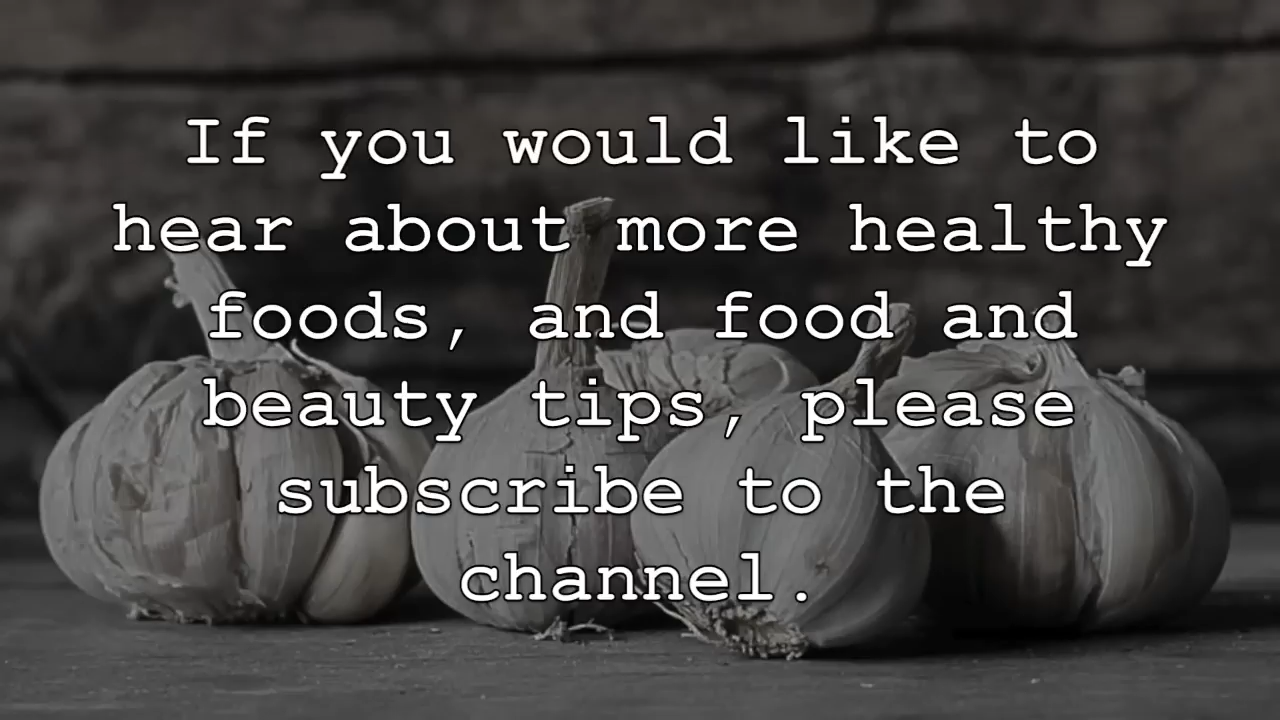 If you would like to
hear about more healthy
foods, and food and
beauty tips, please
subscribe to the
channel.